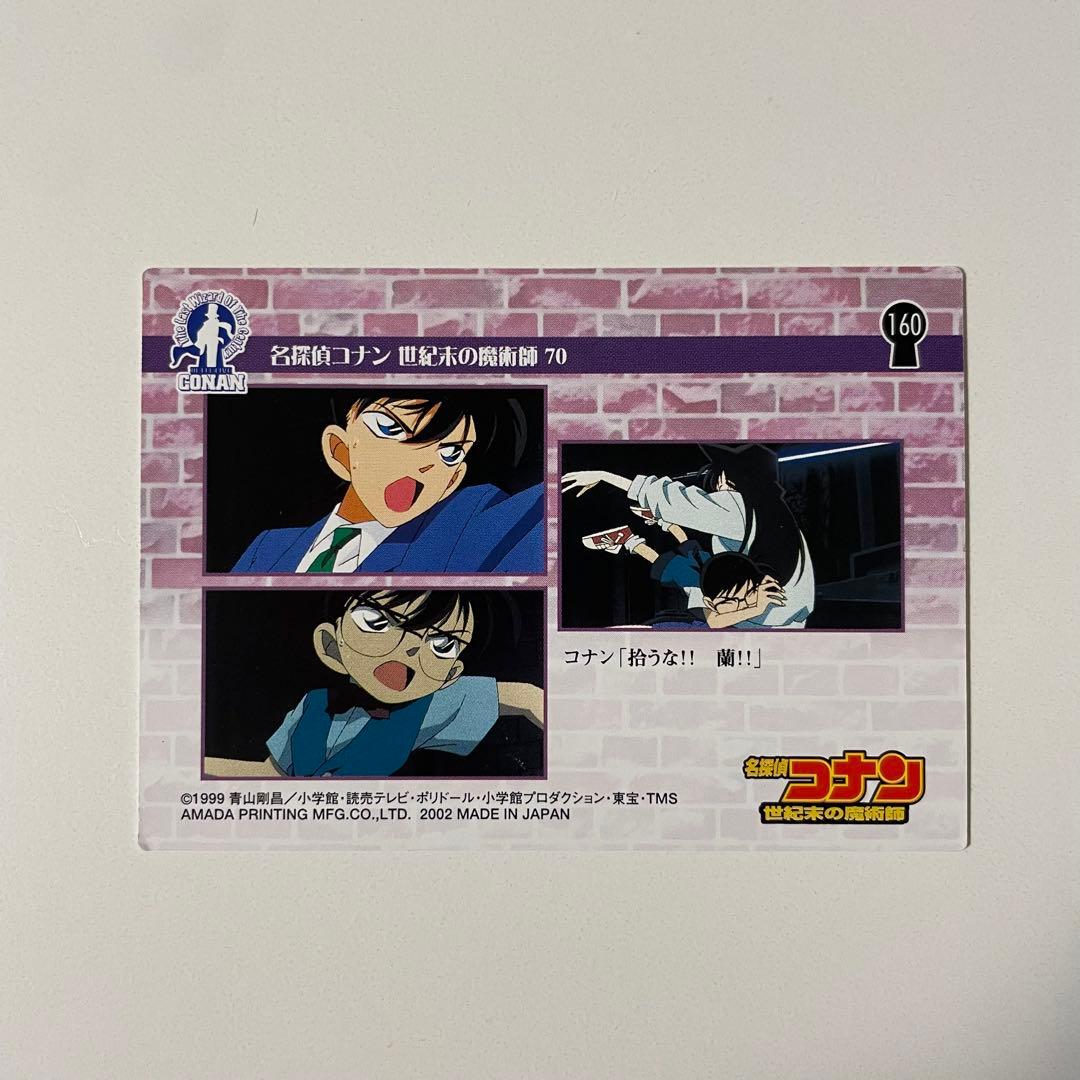 The Last Wizard Of The Century
DETECTIVE
CONAN
名探偵コナン 世紀末の魔術師 70
160
コナン「拾うな!!　蘭!!」
名探偵
コナン
世紀末の魔術師
©1999 青山剛昌／小学館・読売テレビ・ポリドール・小学館プロダクション・東宝・TMS
AMADA PRINTING MFG.CO.,LTD. 2002 MADE IN JAPAN